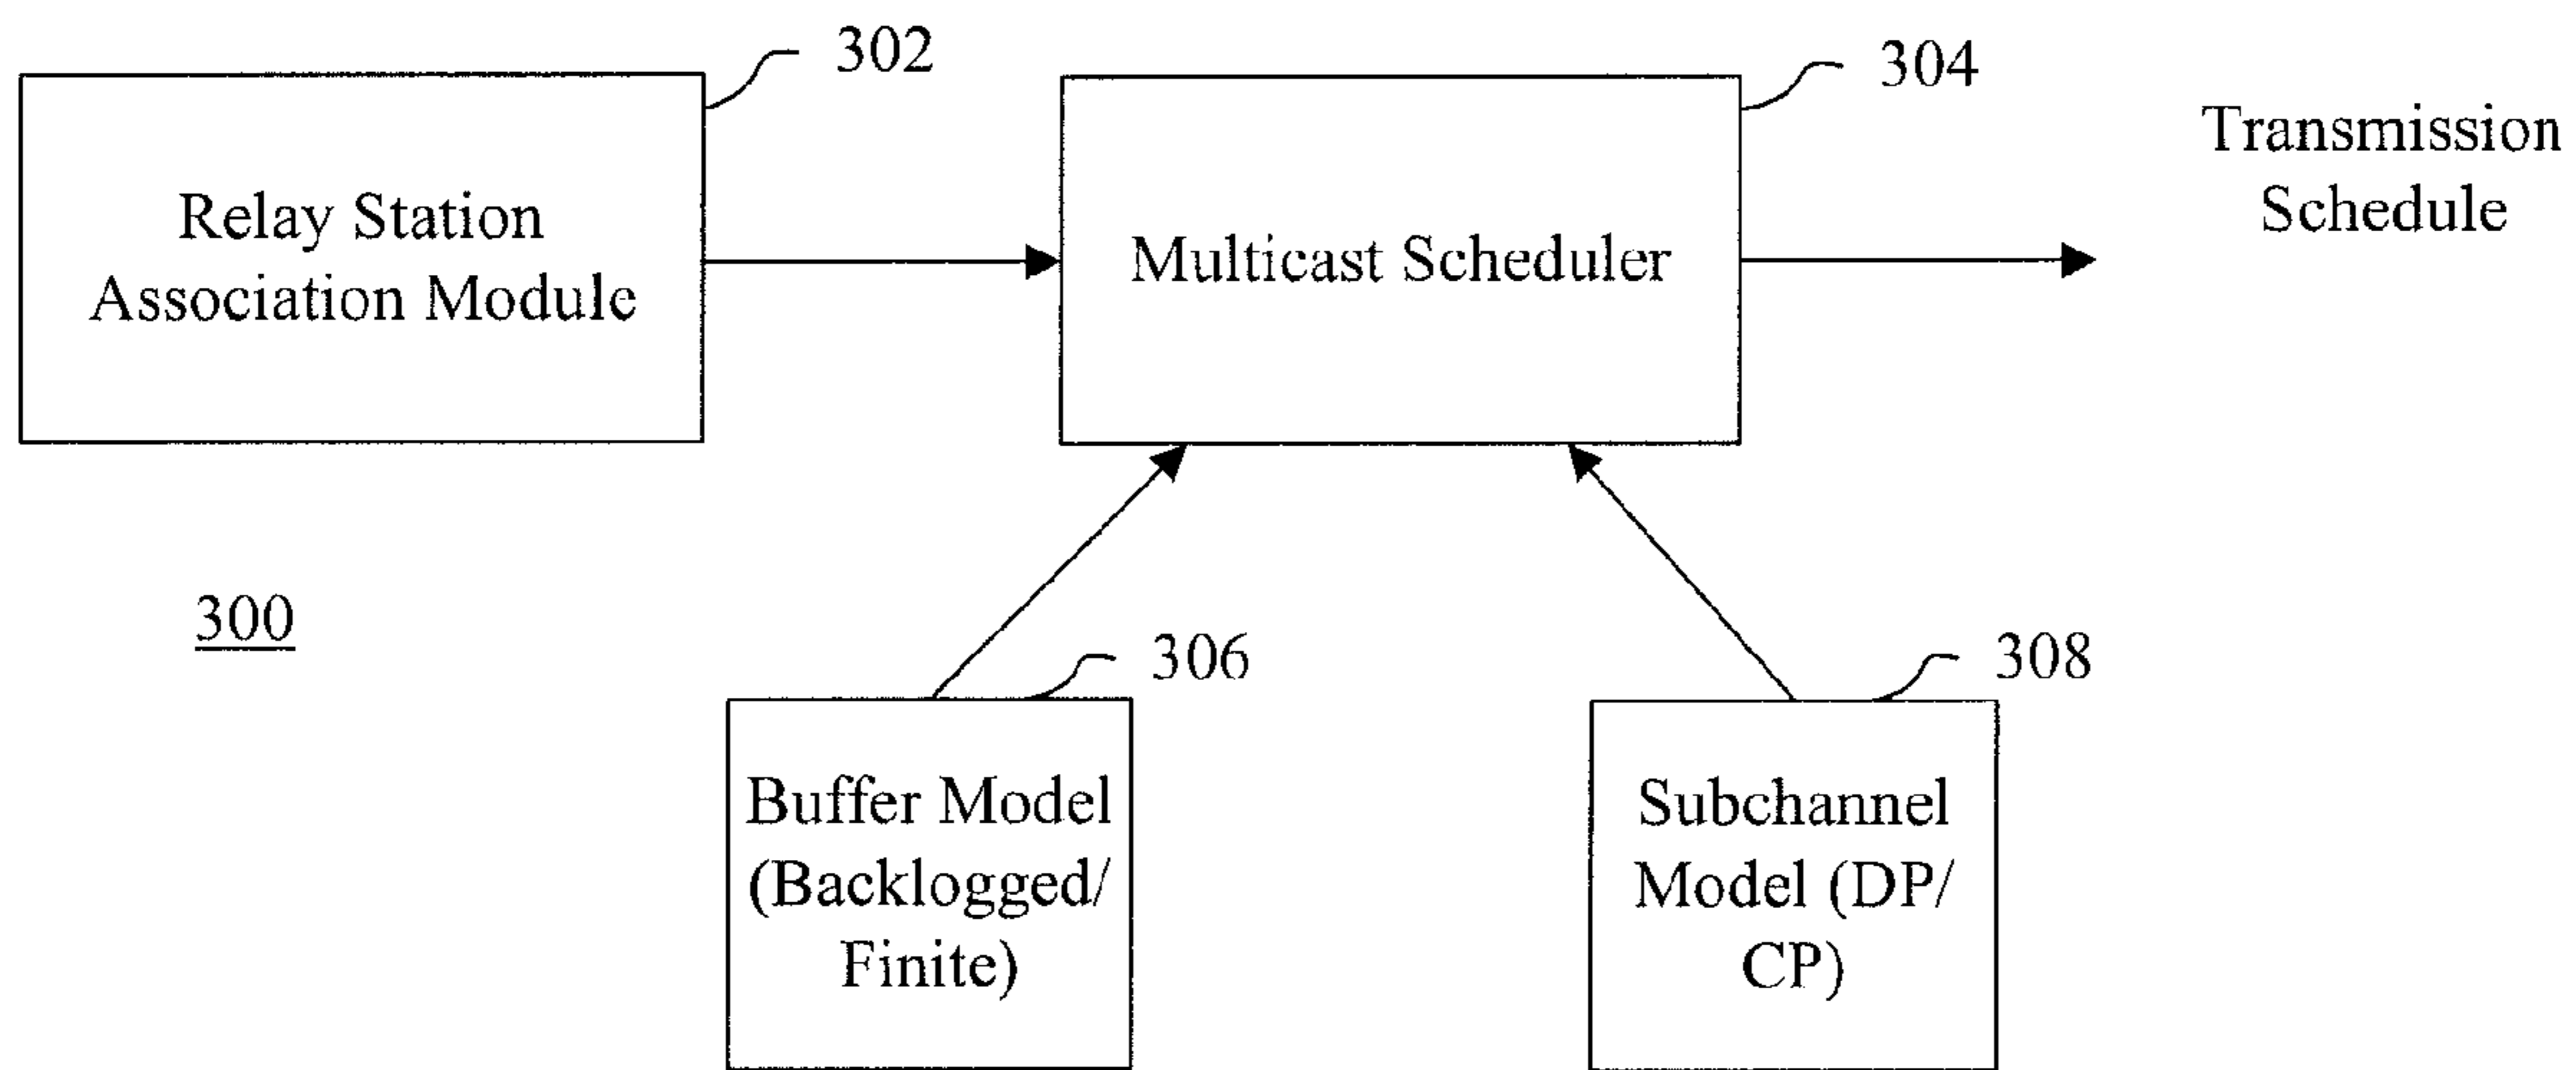 302
304
Transmission
Schedule
Relay Station
Association Module
Multicast Scheduler
300
306
308
Buffer Model
(Backlogged/
Finite)
Subchannel
Model (DP/
CP)